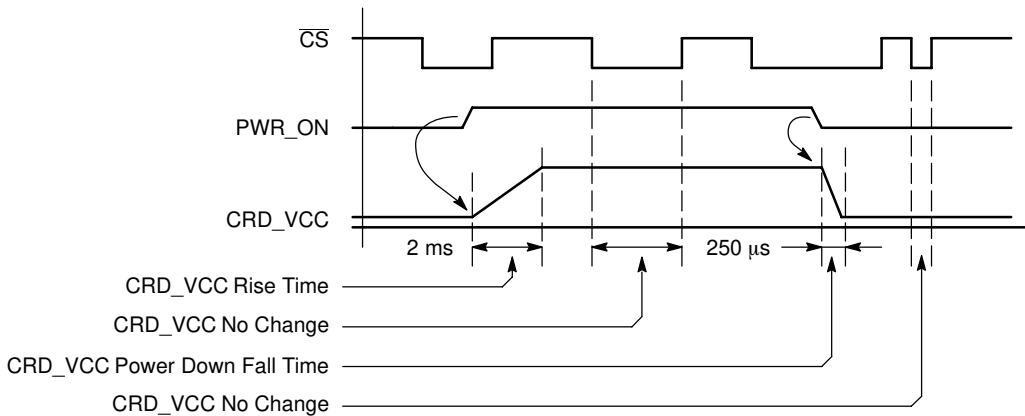 CS
PWR_ON
CRD_VCC
2 ms
250 μs
CRD_VCC Rise Time
CRD_VCC No Change
CRD_VCC Power Down Fall Time
CRD_VCC No Change